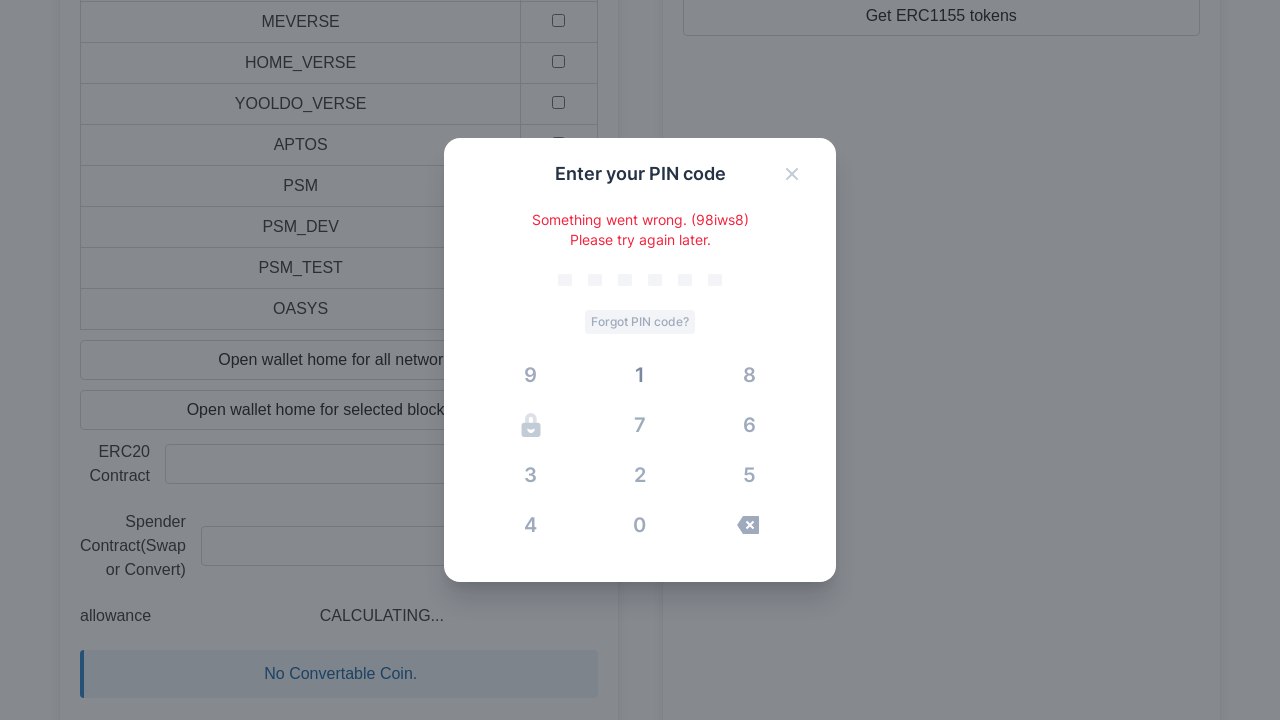 MEVERSE
HOME_VERSE
YOOLDO_VERSE
APTOS
PSM
PSM_DEV
PSM_TEST
OASYS
Open wallet home for all networ
Open wallet home for selected block
ERC20
Contract
Spender
Contract(Swap
or Convert)
allowance
CALCULATING...
No Convertable Coin.
Get ERC1155 tokens
Enter your PIN code
Something went wrong. (98iws8)
Please try again later.
Forgot PIN code?
9 1 8
7 6
3 2 5
4 0